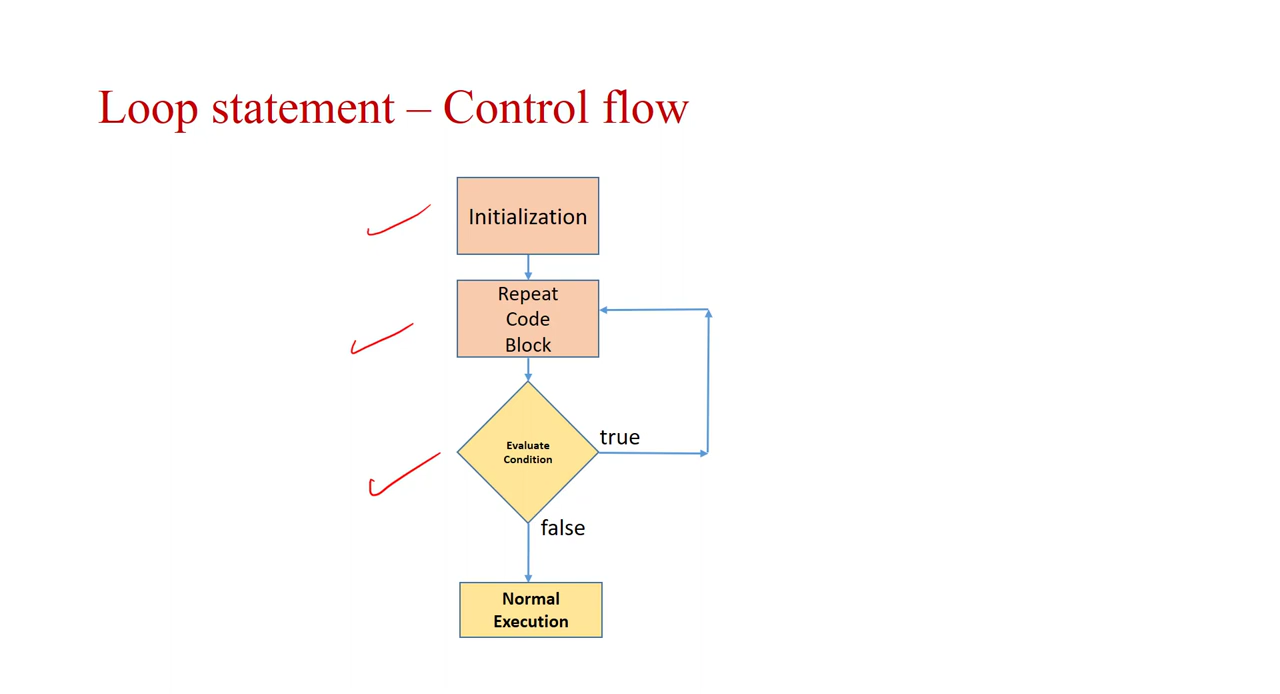 Loop statement – Control flow
Initialization
Repeat
Code
Block
Evaluate
Condition
true
false
Normal
Execution